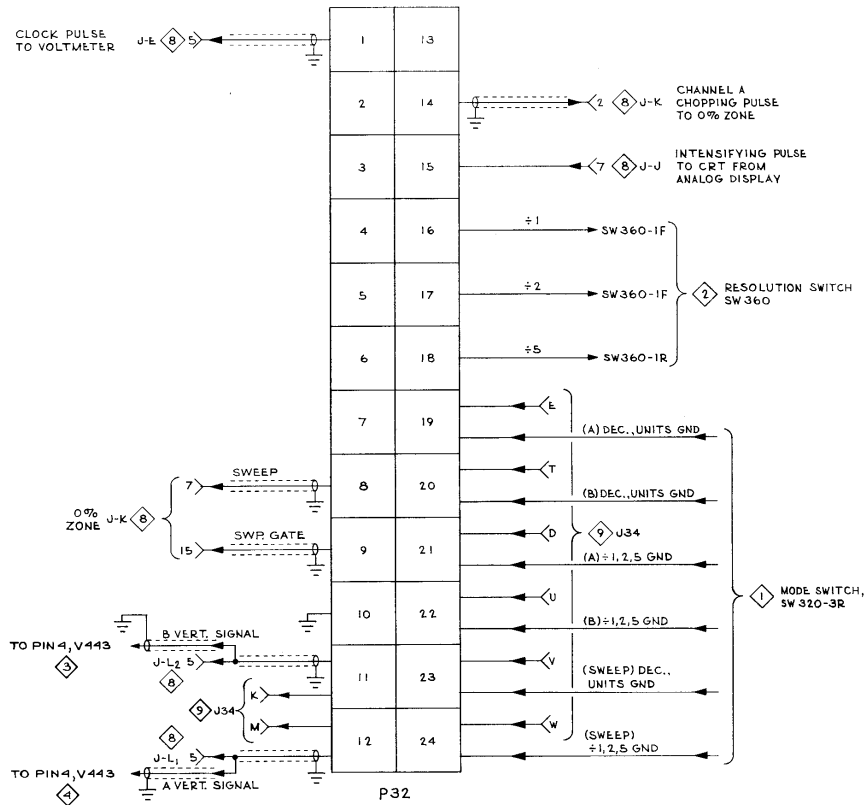 CLOCK PULSE
TO VOLTMETER
J-E 8 5
1 13
2 14
2 8 J-K
CHANNEL A
CHOPPING PULSE
TO 0% ZONE
3 15
7 8 J-J
INTENSIFYING PULSE
TO CRT FROM
ANALOG DISPLAY
4 16
÷1
SW360-1F
5 17
÷2
SW360-1F
2 RESOLUTION SWITCH
SW360
6 18
÷5
SW360-1R
7 19
E
(A) DEC., UNITS GND
SWEEP
7
8 20
T
(B) DEC., UNITS GND
0%
ZONE
J-K 8
SWP. GATE
15
9 21
D
9 J34
(A) ÷1,2,5 GND
1 MODE SWITCH,
SW320-3R
10 22
U
(B) ÷1,2,5 GND
B VERT. SIGNAL
TO PIN 4, V443
3
J-L2 5
8
11 23
V
(SWEEP) DEC.,
UNITS GND
9 J34
K
M
12 24
W
(SWEEP)
÷1,2,5 GND
8
J-L1 5
TO PIN 4, V443
4
A VERT. SIGNAL
P32